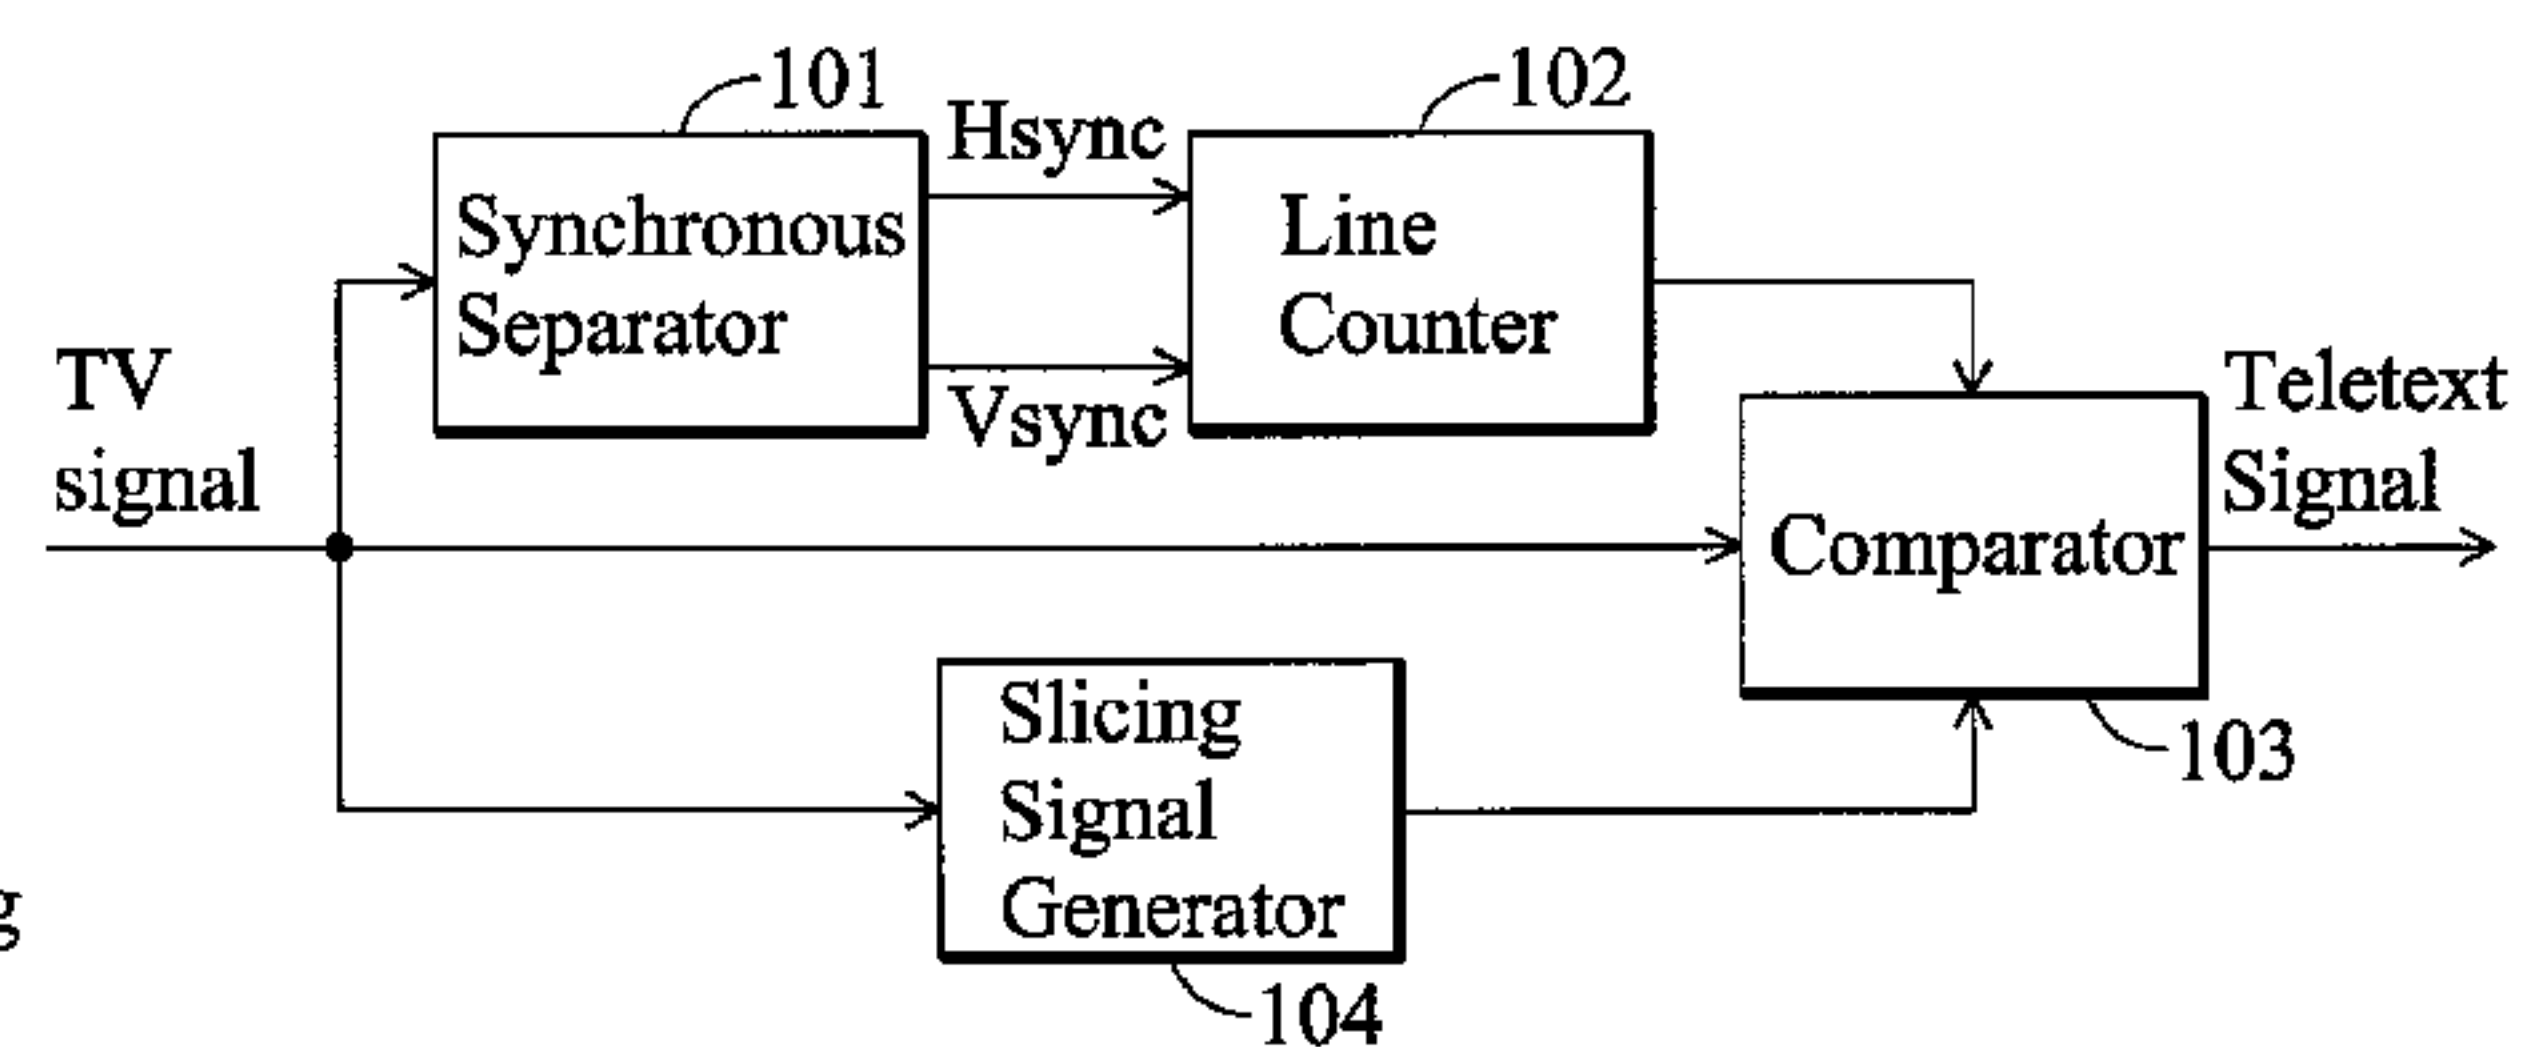 101
102
Hsync
Synchronous
Separator
Line
Counter
Vsync
TV
signal
Teletext
Signal
Comparator
103
Slicing
Signal
Generator
104
g